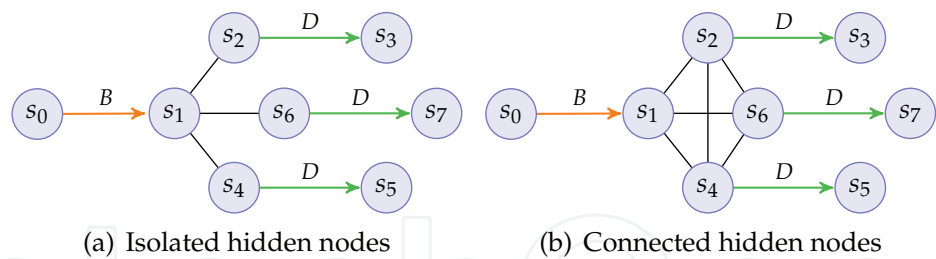 s2 D s3
s0 B s1 s6 D s7
s4 D s5
(a) Isolated hidden nodes
s2 D s3
s0 B s1 s6 D s7
s4 D s5
(b) Connected hidden nodes